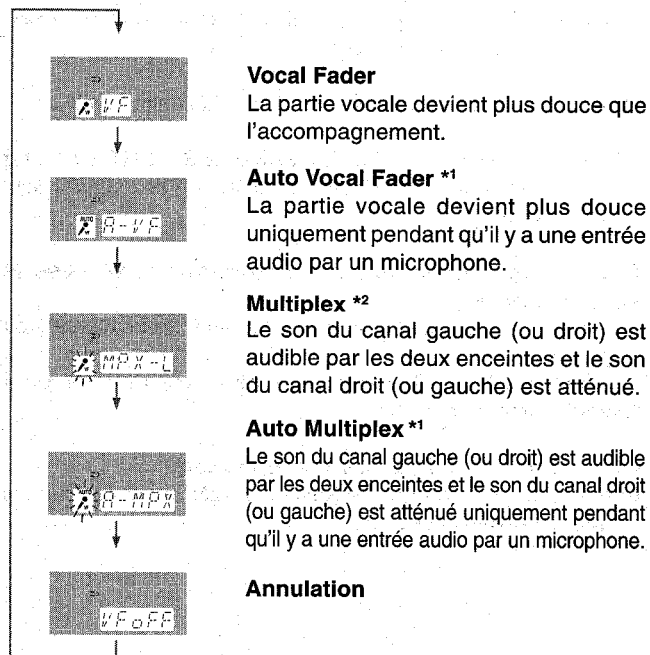 Vocal Fader
VF
La partie vocale devient plus douce que
l'accompagnement.
Auto Vocal Fader *1
AUTO
A-VF
La partie vocale devient plus douce
uniquement pendant qu'il y a une entrée
audio par un microphone.
Multiplex *2
MPX-L
Le son du canal gauche (ou droit) est
audible par les deux enceintes et le son
du canal droit (ou gauche) est atténué.
Auto Multiplex *1
AUTO
A-MPX
Le son du canal gauche (ou droit) est audible
par les deux enceintes et le son du canal droit
(ou gauche) est atténué uniquement pendant
qu'il y a une entrée audio par un microphone.
Annulation
VFoFF